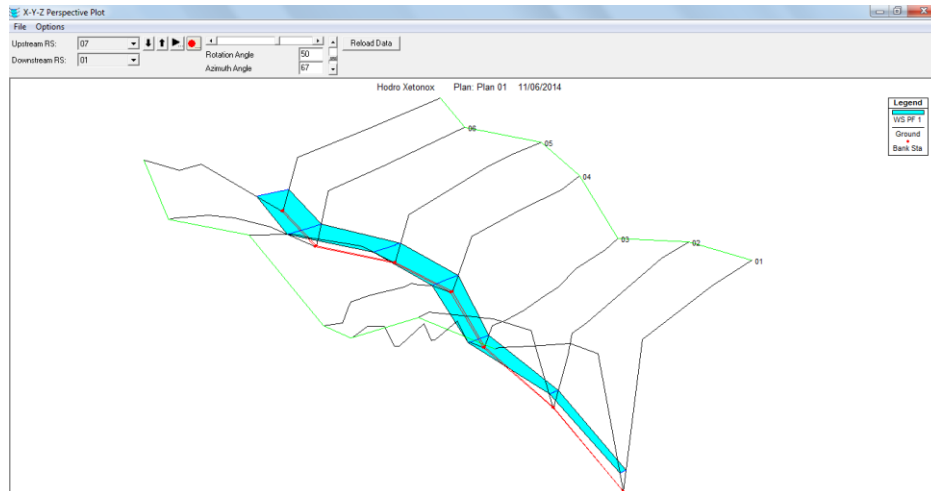 X-Y-Z Perspective Plot
File Options
Upstream RS: 07
Downstream RS: 01
Rotation Angle 50
Azimuth Angle 67
Reload Data
Hodro Xetonox Plan: Plan 01 11/06/2014
Legend
WS PF 1
Ground
Bank Sta
06
05
04
03
02
01